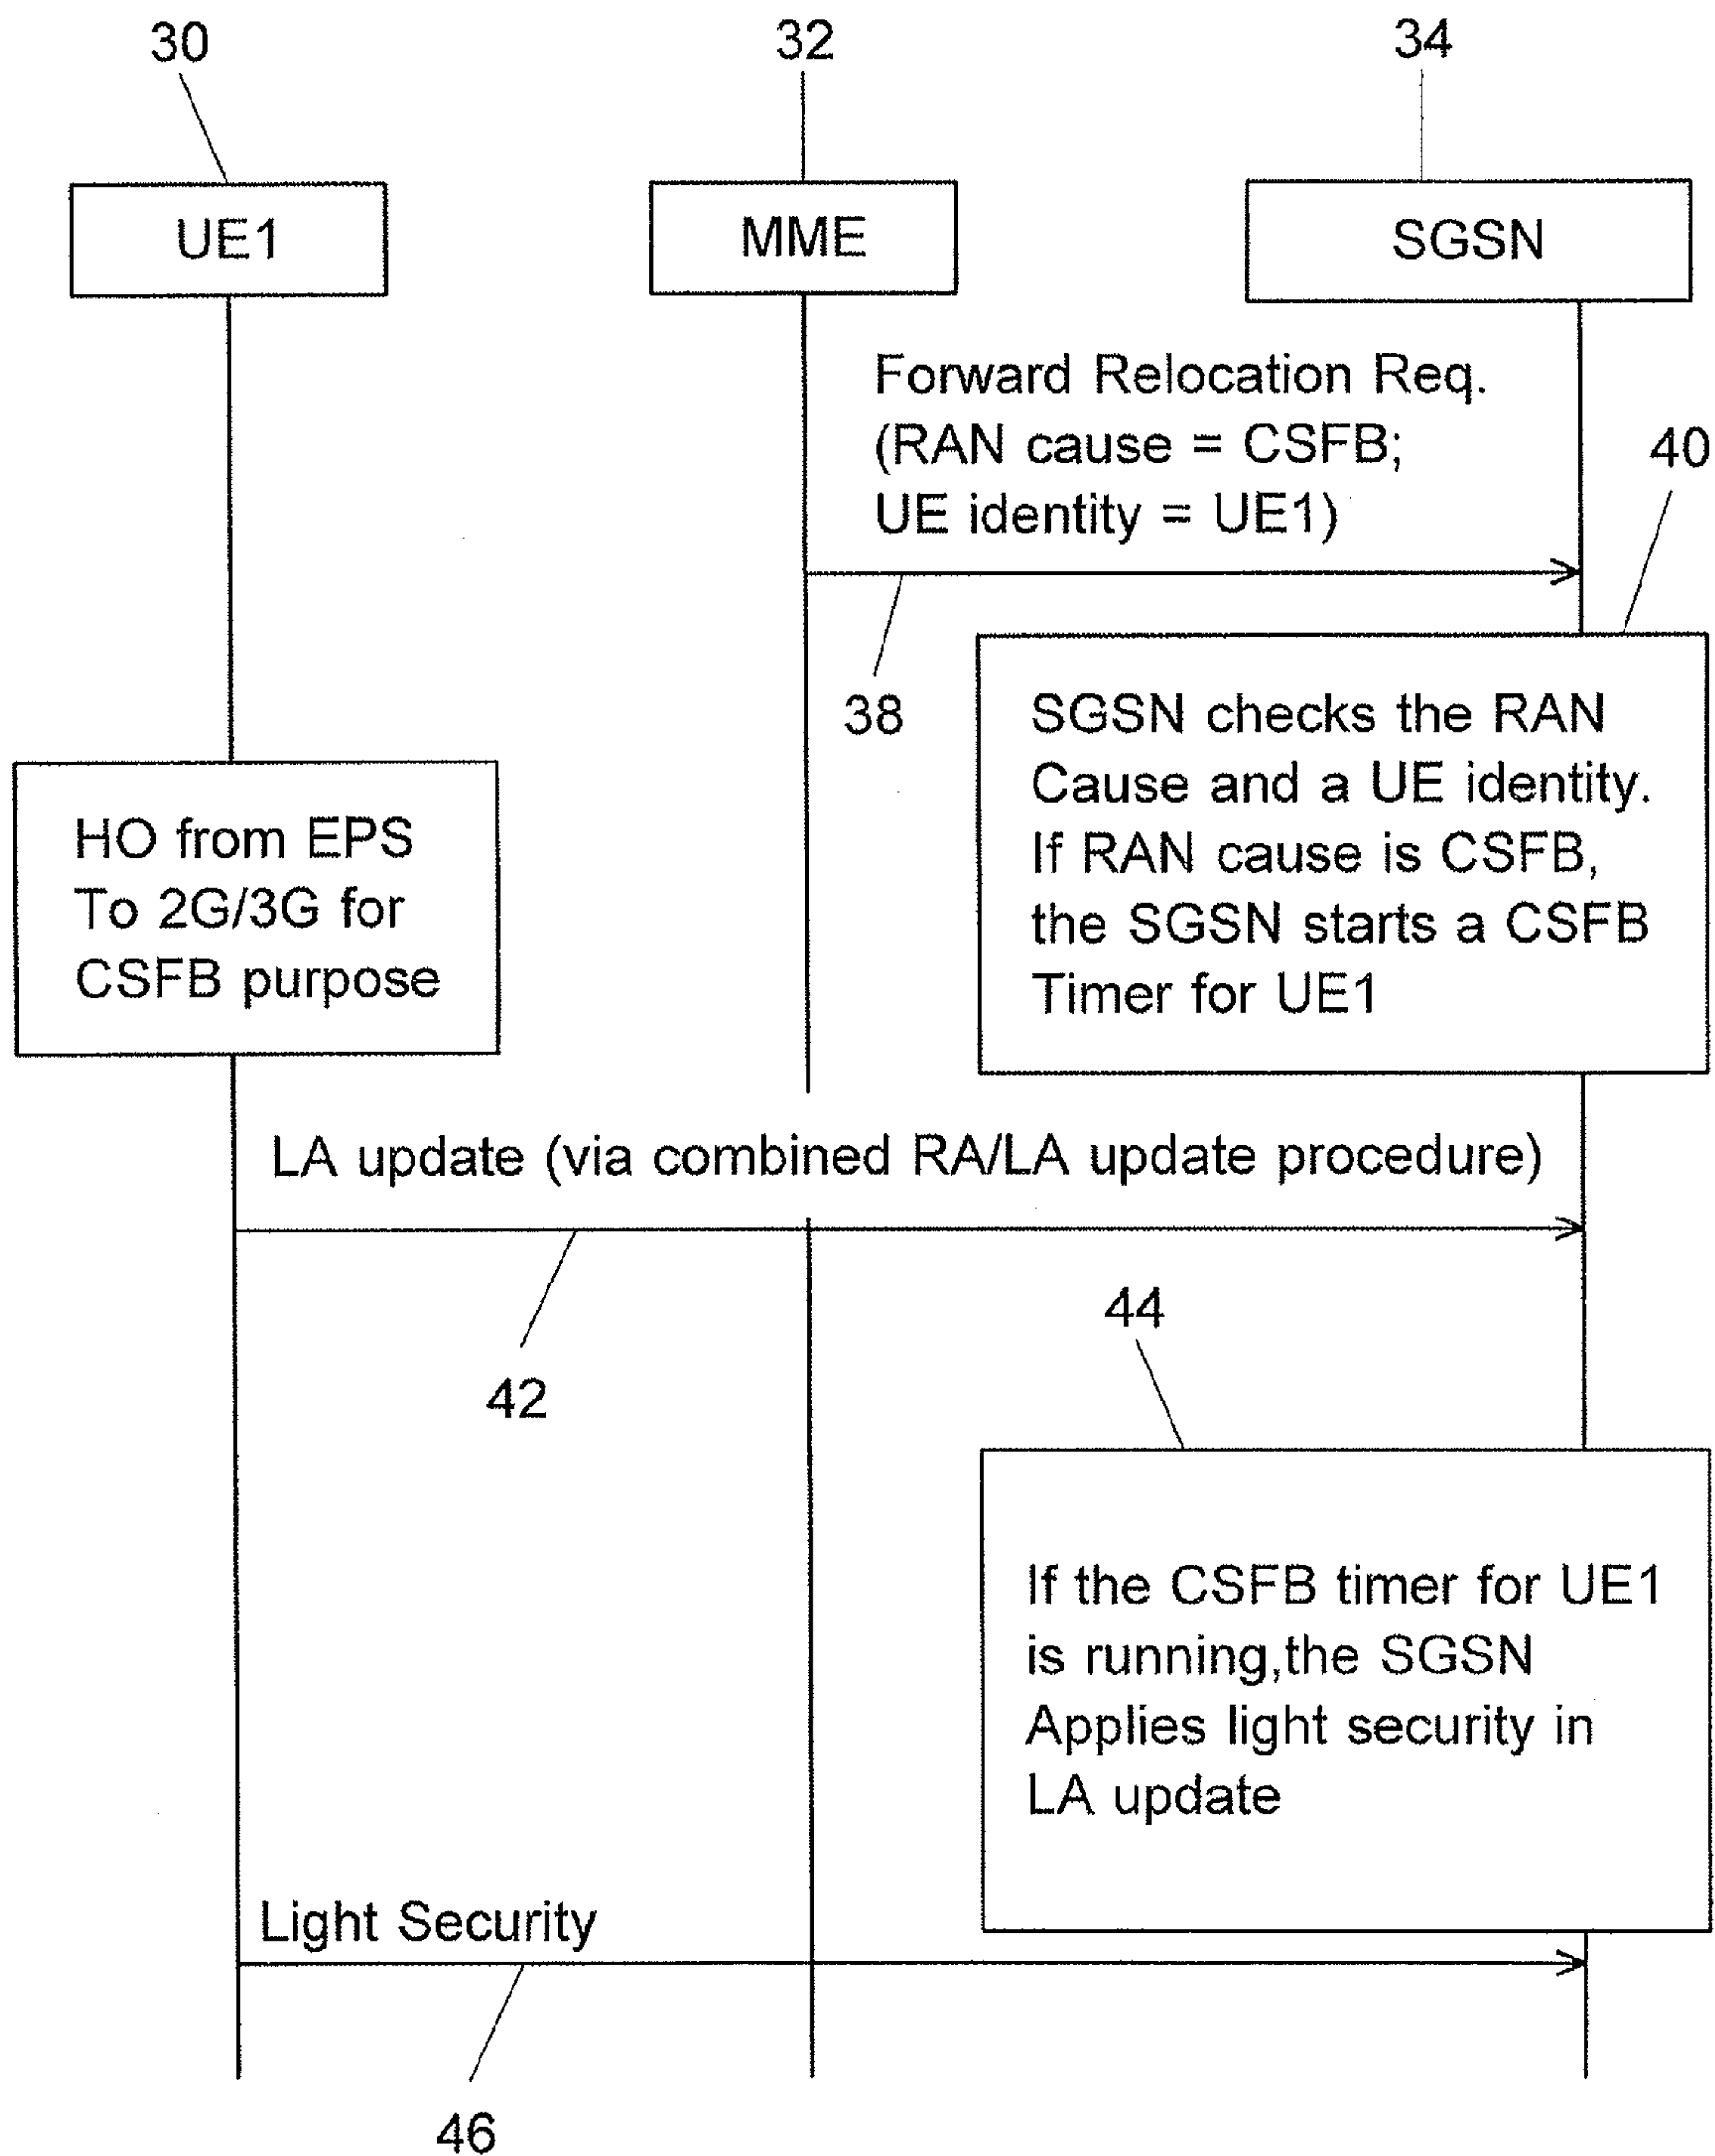 30
32
34
UE1
MME
SGSN
Forward Relocation Req.
(RAN cause = CSFB;
UE identity = UE1)
40
38
SGSN checks the RAN
Cause and a UE identity.
If RAN cause is CSFB,
the SGSN starts a CSFB
Timer for UE1
HO from EPS
To 2G/3G for
CSFB purpose
LA update (via combined RA/LA update procedure)
42
44
If the CSFB timer for UE1
is running,the SGSN
Applies light security in
LA update
Light Security
46